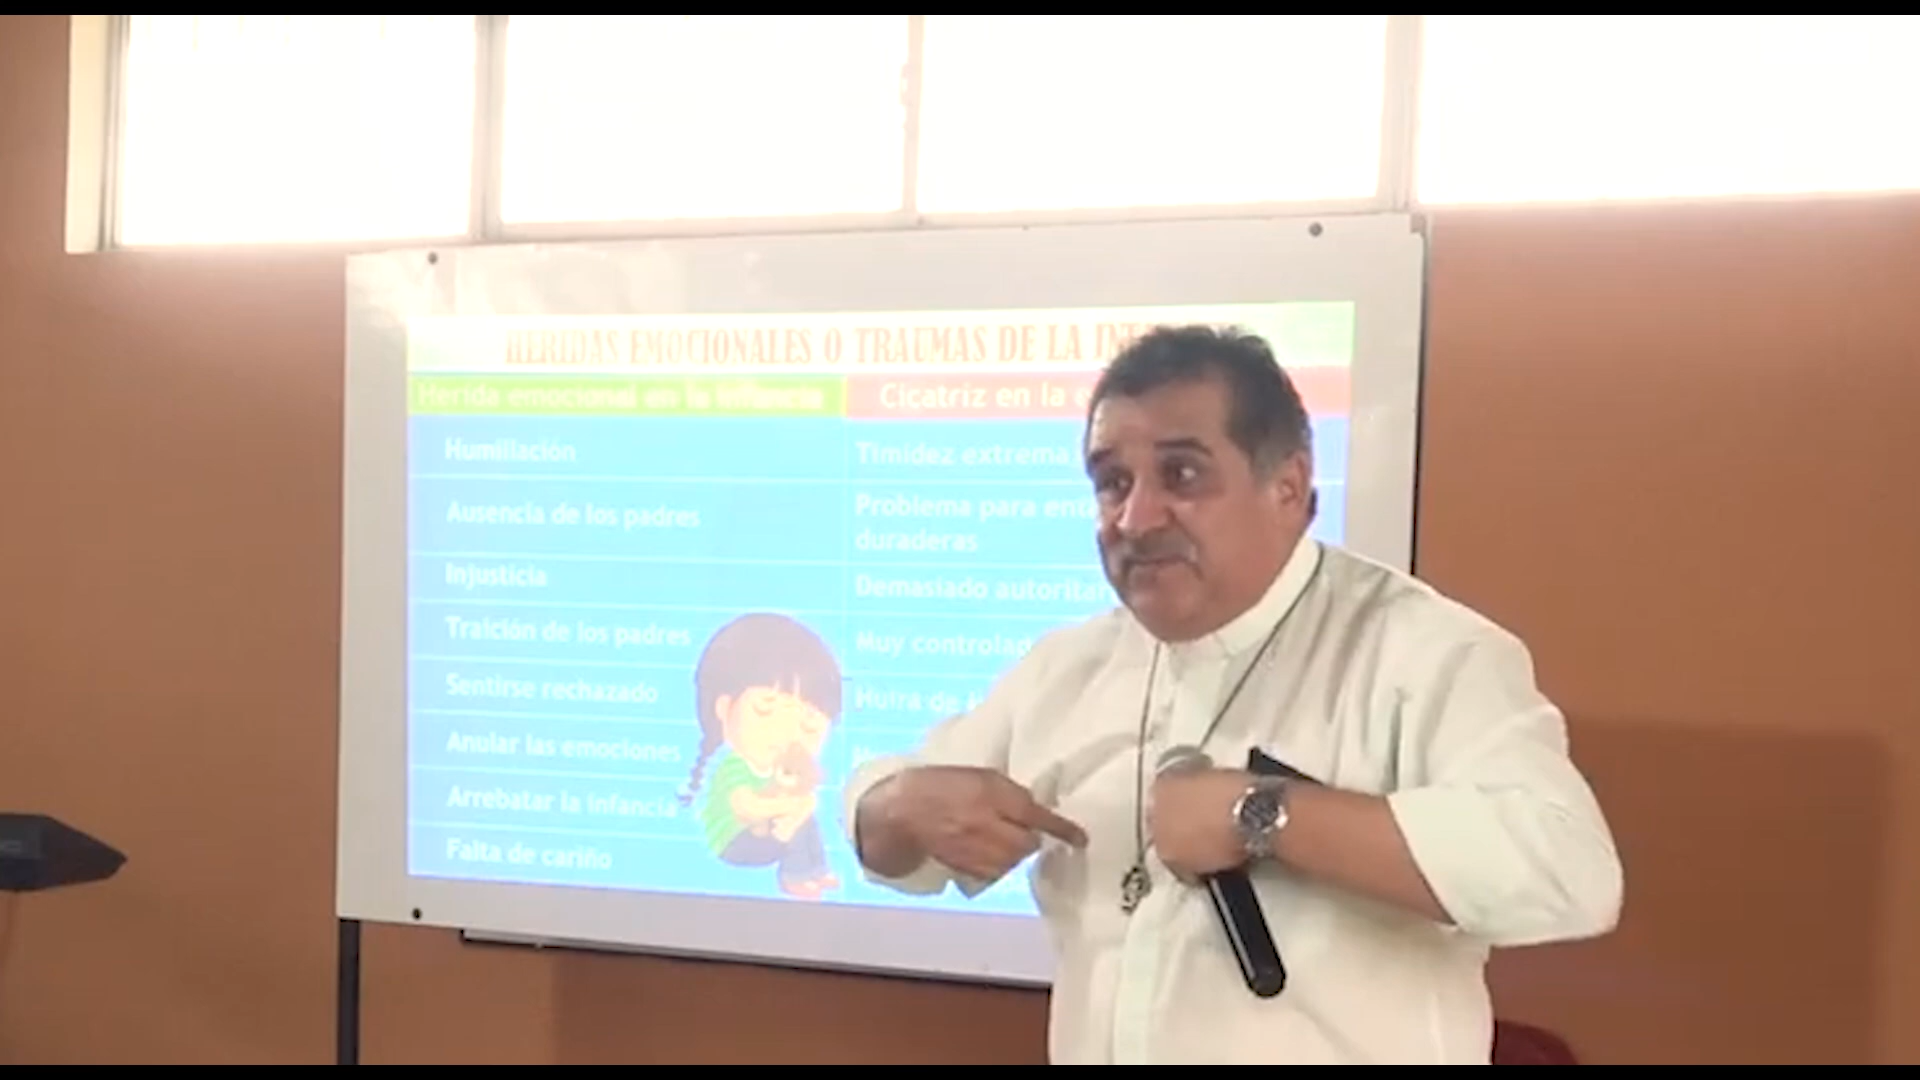 HERIDAS EMOCIONALES O TRAUMAS DE LA
Herida emocional en la infancia
Cicatriz en la
Humillación
Timidez extrema
Ausencia de los padres
Problema para
duraderas
Injusticia
Demasiado
Traición de los padres
Muy
Sentirse rechazado
Huira de
Anular las emociones
Arrebatar la infancia
Falta de cariño